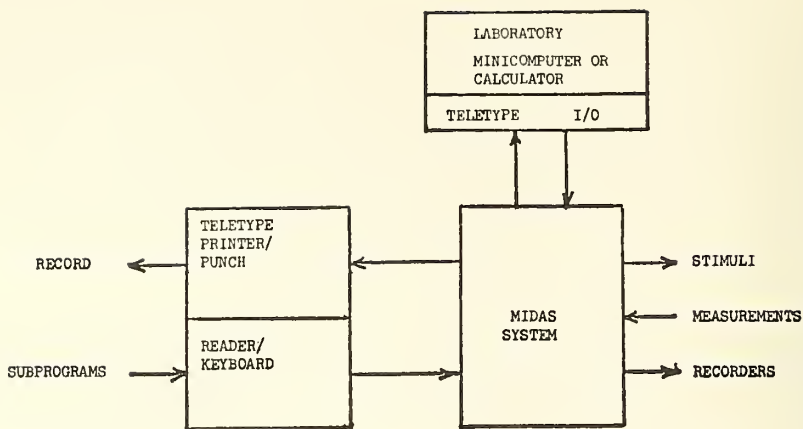 LABORATORY
MINICOMPUTER OR
CALCULATOR
TELETYPE I/O
TELETYPE
PRINTER/
PUNCH
RECORD
STIMULI
MIDAS
SYSTEM
MEASUREMENTS
READER/
KEYBOARD
SUBPROGRAMS
RECORDERS